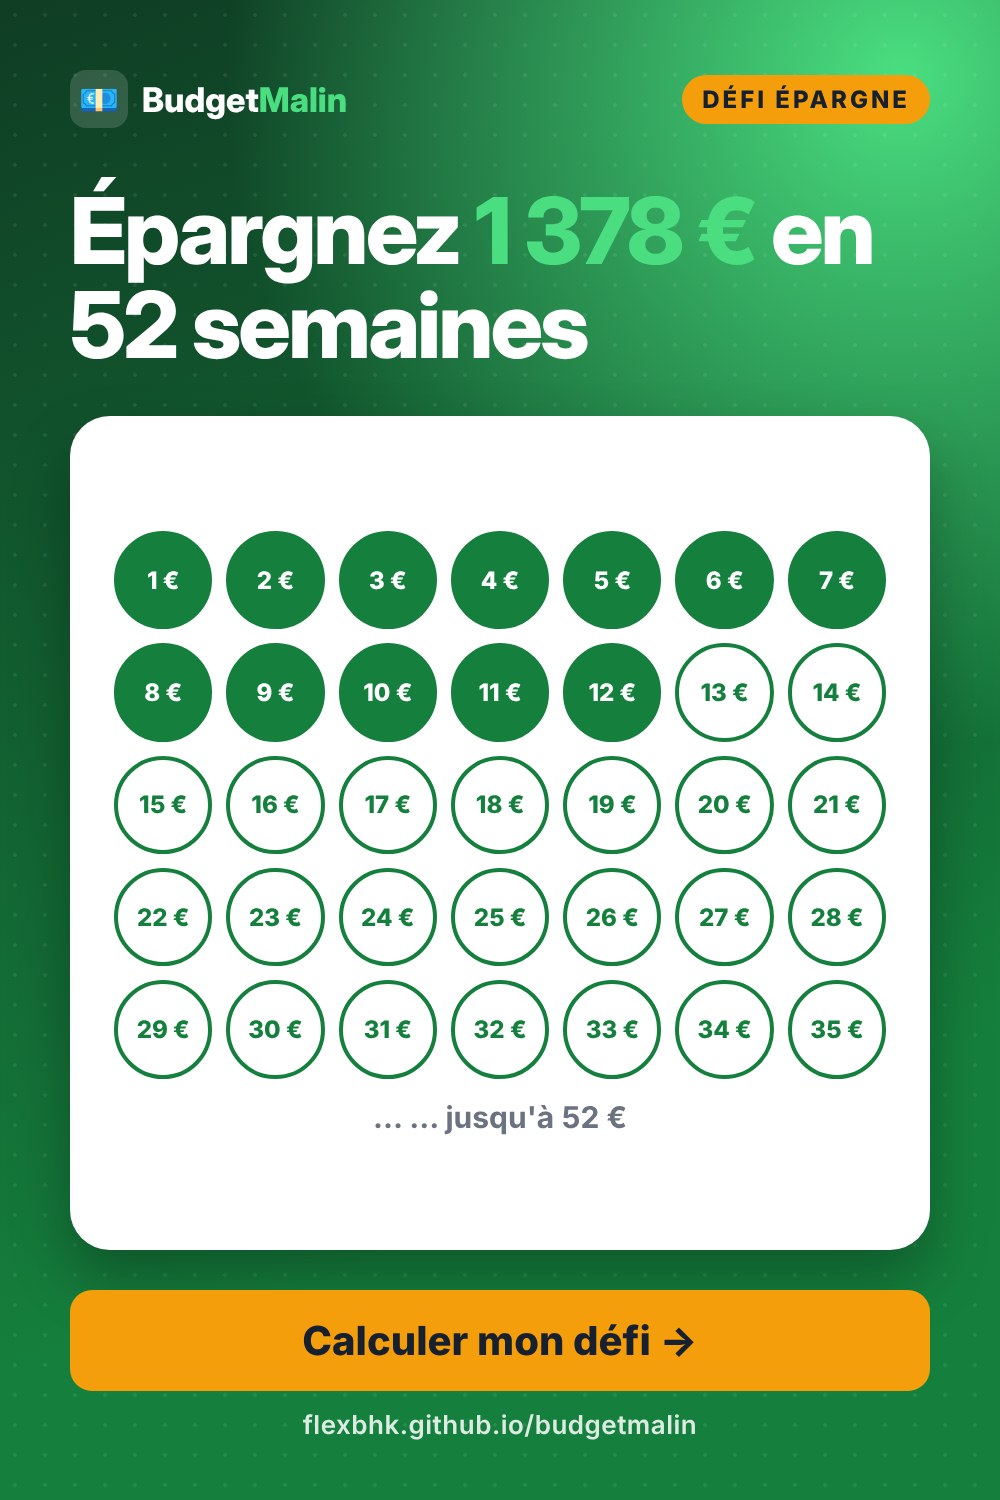 BudgetMalin
DÉFI ÉPARGNE
Épargnez 1 378 € en
52 semaines
1 € 2 € 3 € 4 € 5 € 6 € 7 €
8 € 9 € 10 € 11 € 12 € 13 € 14 €
15 € 16 € 17 € 18 € 19 € 20 € 21 €
22 € 23 € 24 € 25 € 26 € 27 € 28 €
29 € 30 € 31 € 32 € 33 € 34 € 35 €
... ... jusqu'à 52 €
Calculer mon défi →
flexbhk.github.io/budgetmalin